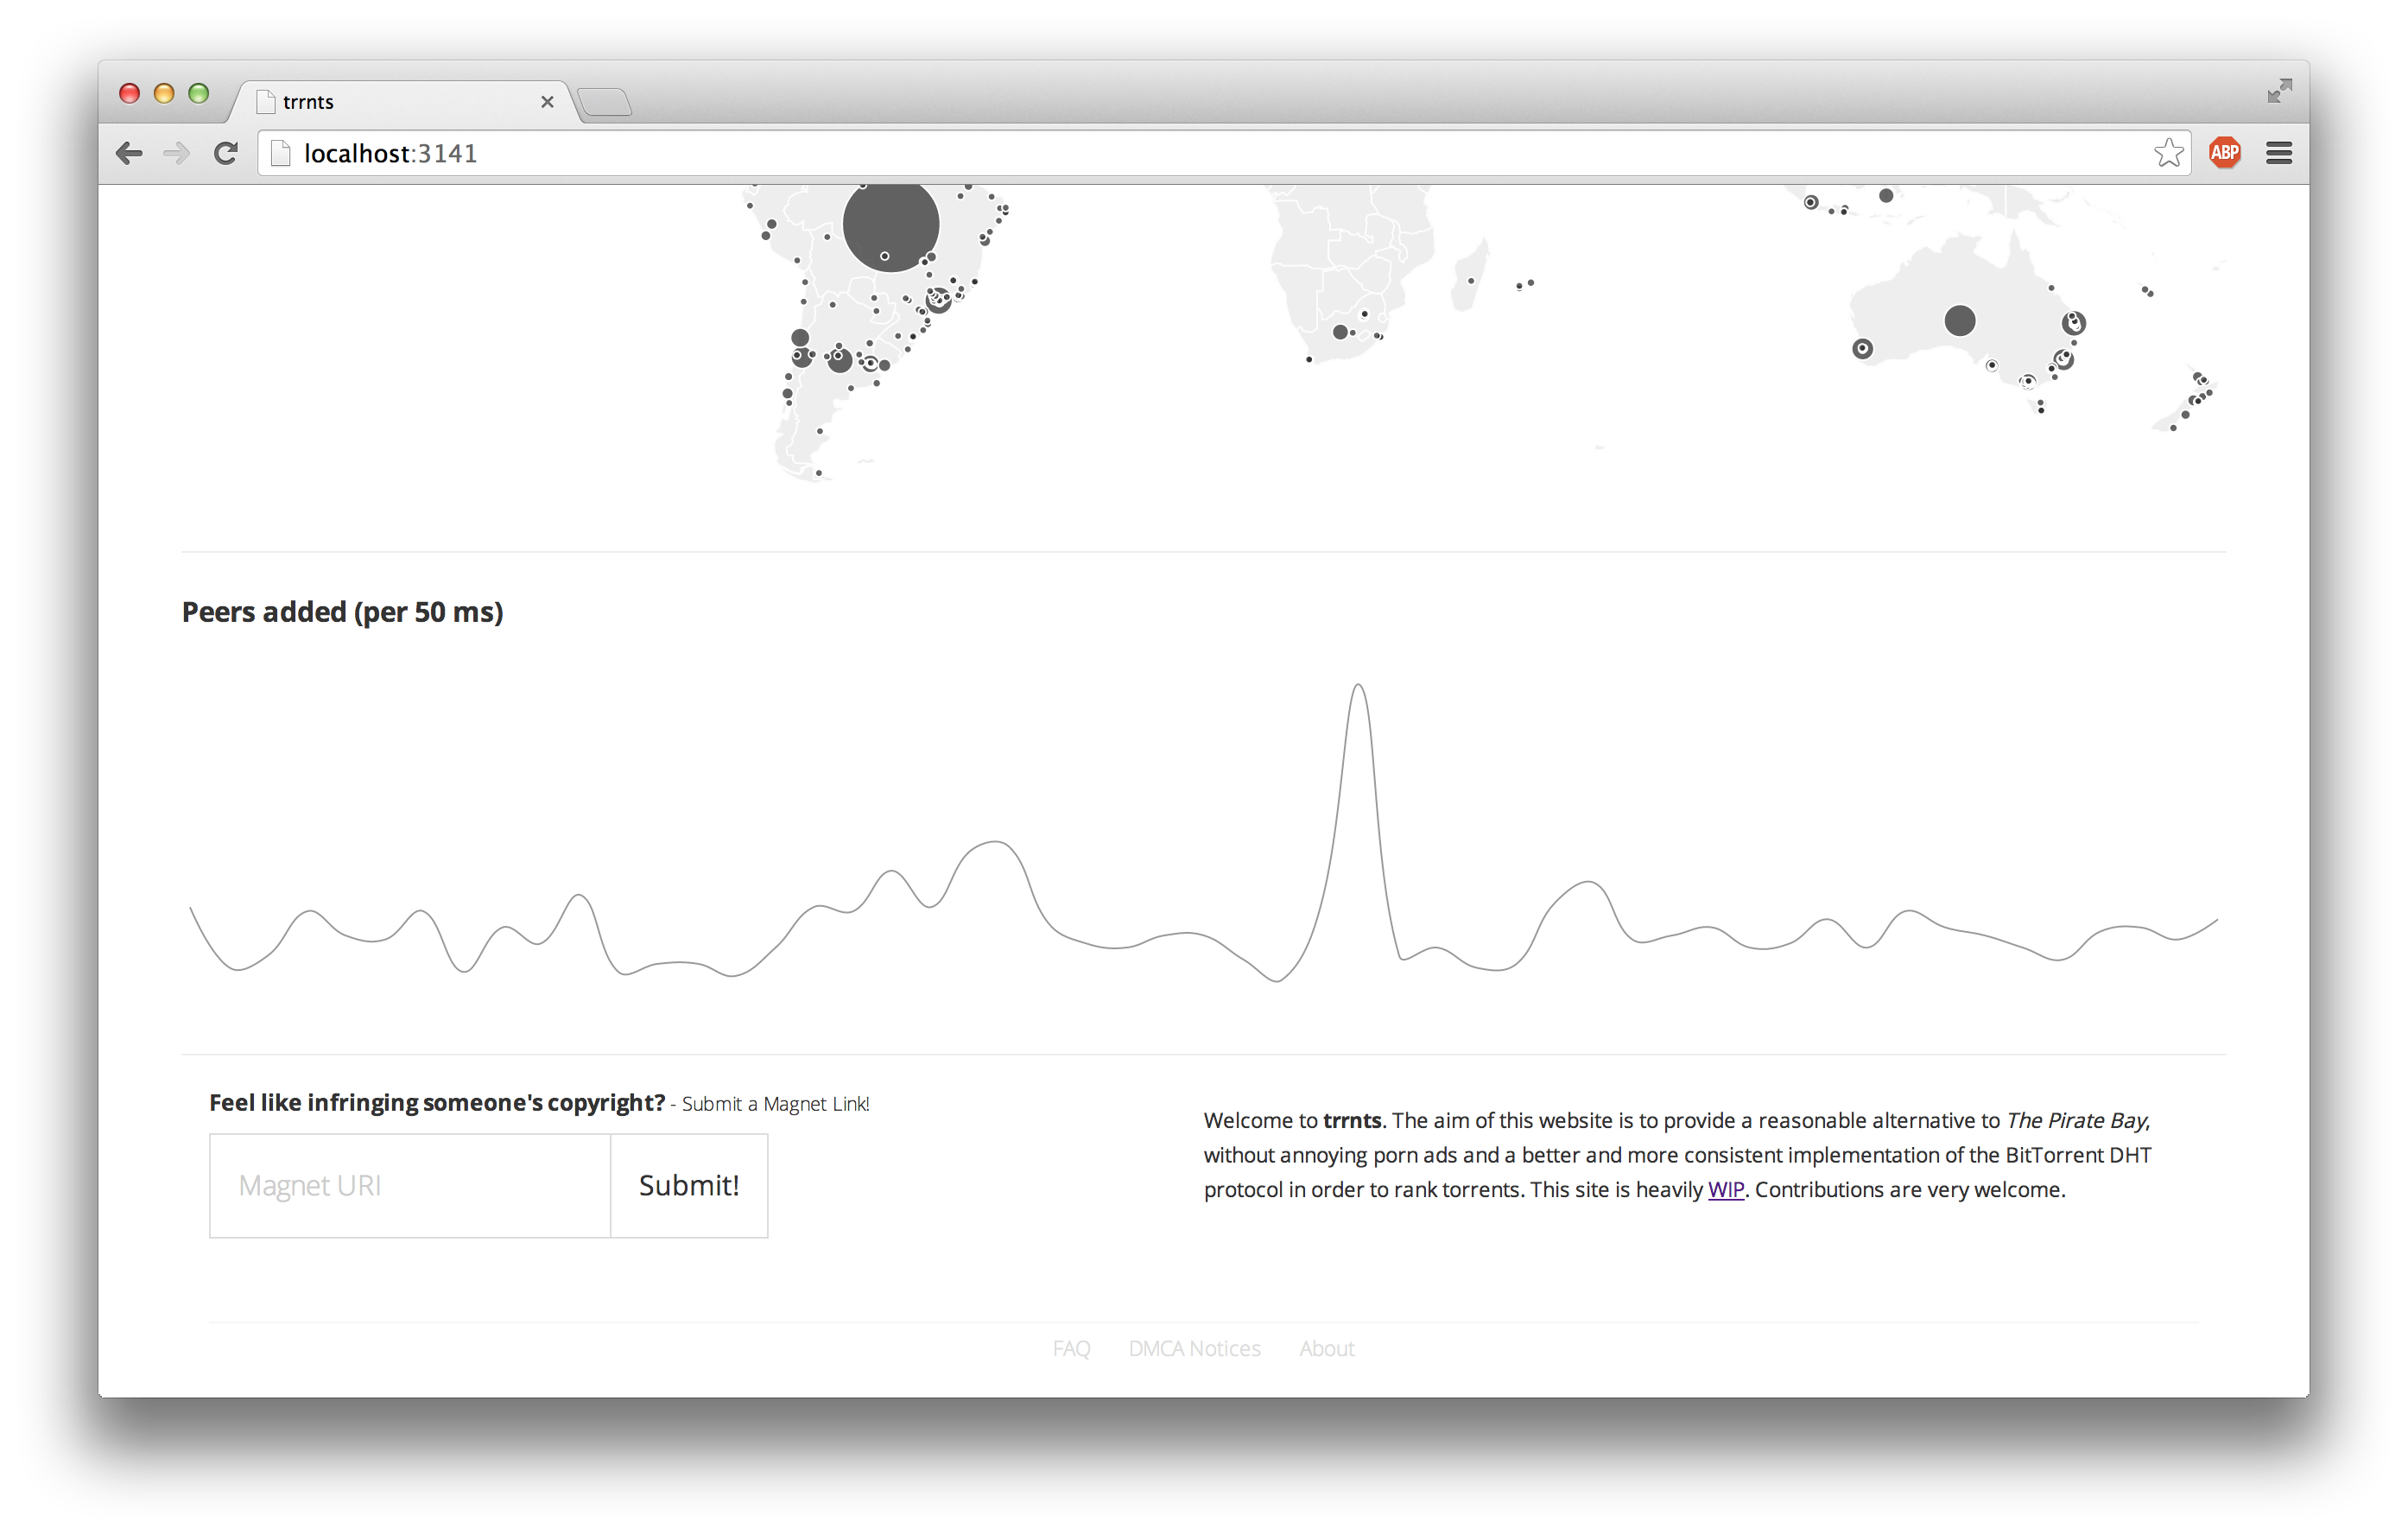 trrnts
localhost:3141
ABP
Peers added (per 50 ms)
Feel like infringing someone's copyright? - Submit a Magnet Link!
Magnet URI
Submit!
Welcome to trrnts. The aim of this website is to provide a reasonable alternative to The Pirate Bay,
without annoying porn ads and a better and more consistent implementation of the BitTorrent DHT
protocol in order to rank torrents. This site is heavily WIP. Contributions are very welcome.
FAQ DMCA Notices About